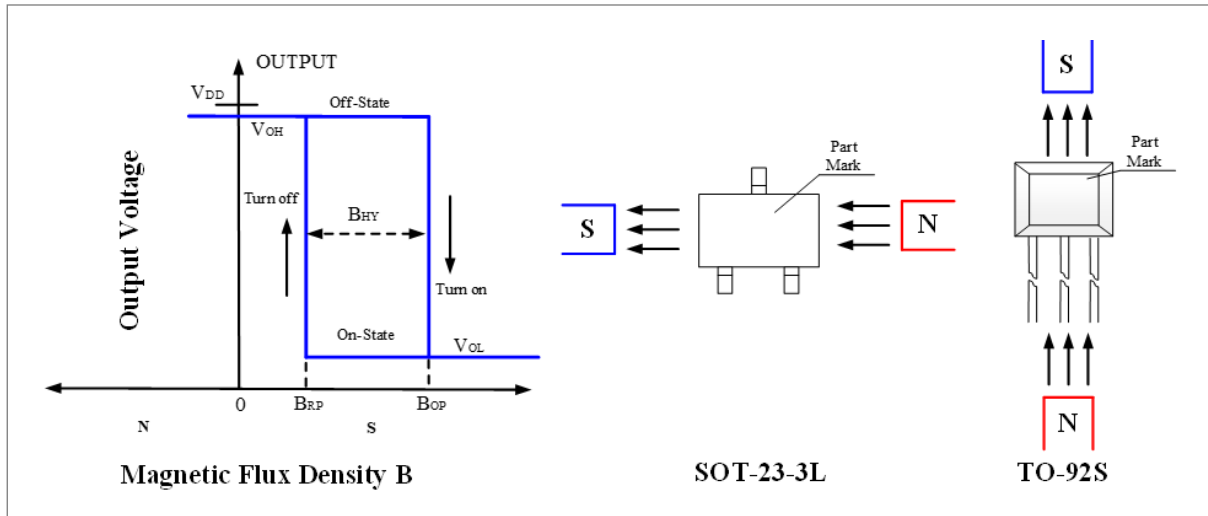 OUTPUT
VDD
Off-State
VOH
Turn off
BHY
Turn on
On-State
VOL
Output Voltage
0
BRP
BOP
N
S
Magnetic Flux Density B
Part
Mark
S
N
SOT-23-3L
S
Part
Mark
N
TO-92S